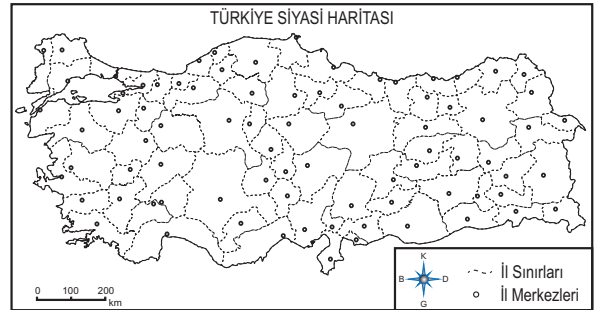 TÜRKİYE SİYASİ HARİTASI
K
B D
G
İl Sınırları
İl Merkezleri
0 100 200
km